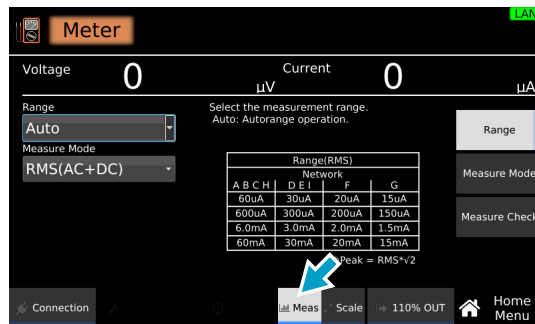 LAN
Meter
Voltage 0 µV Current 0 µA
Range
Auto
Measure Mode
RMS(AC+DC)
Select the measurement range.
Auto: Autorange operation.
Range(RMS)
Network
A B C H D E I F G
60uA 30uA 20uA 15uA
600uA 300uA 200uA 150uA
6.0mA 3.0mA 2.0mA 1.5mA
60mA 30mA 20mA 15mA
Peak = RMS*√2
Range
Measure Mode
Measure Check
Connection Meas Scale 110% OUT Home
Menu